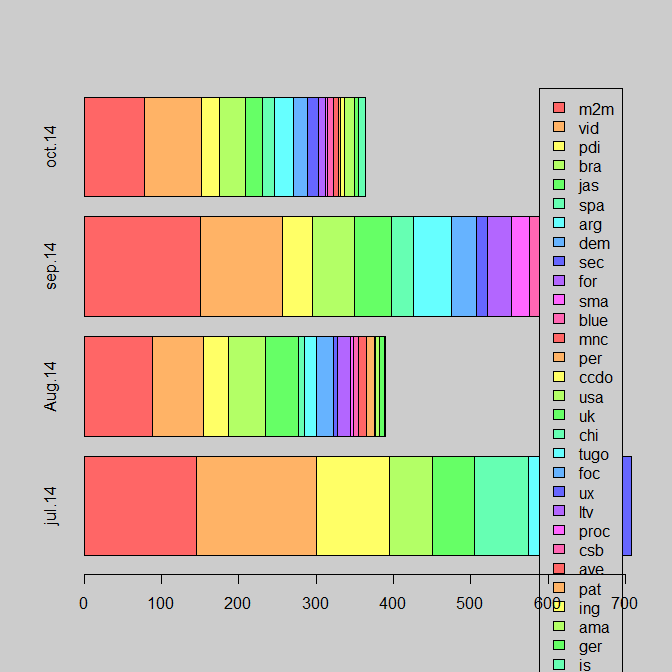 oct.14
sep.14
Aug.14
jul.14
0 100 200 300 400 500 600 700
m2m
vid
pdi
bra
jas
spa
arg
dem
sec
for
sma
blue
mnc
per
ccdo
usa
uk
chi
tugo
foc
ux
ltv
proc
csb
ave
pat
ing
ama
ger
is